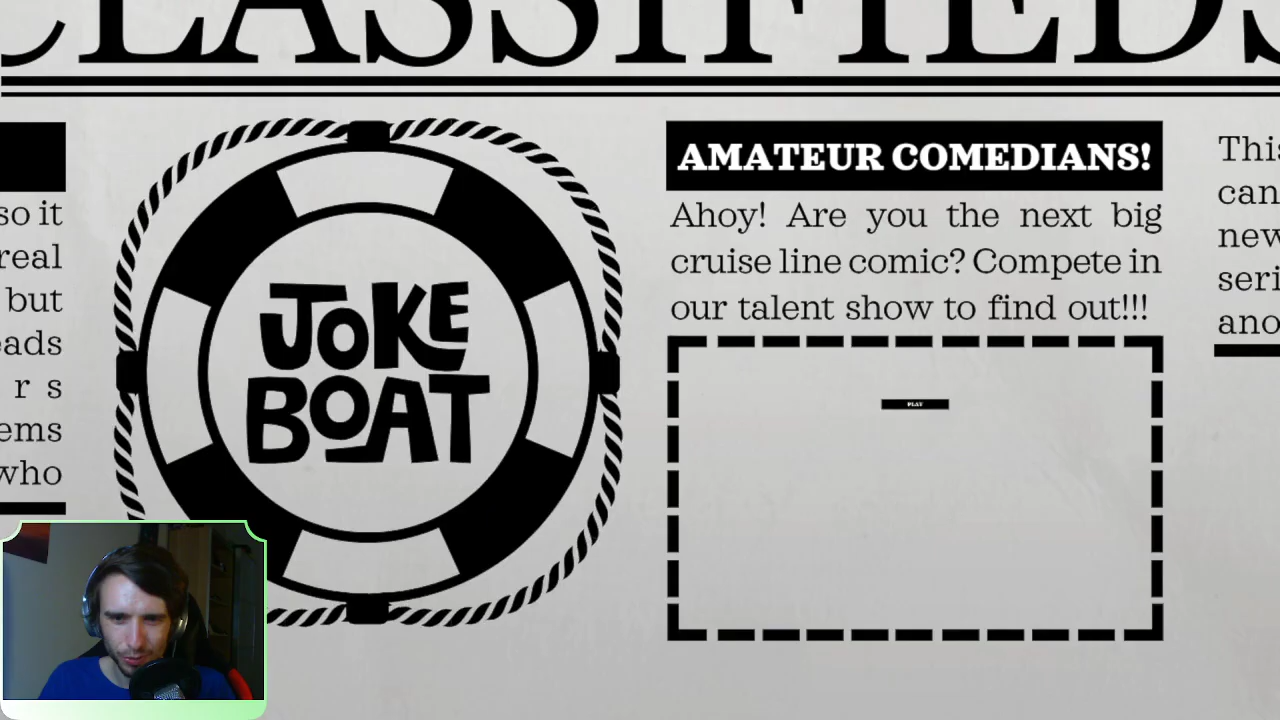 CLASSIFIEDS
so it
real
but
eads
r s
ems
who
JOKE
BOAT
AMATEUR COMEDIANS!
Ahoy! Are you the next big
cruise line comic? Compete in
our talent show to find out!!!
PLAY
This
can
new
seri
ano